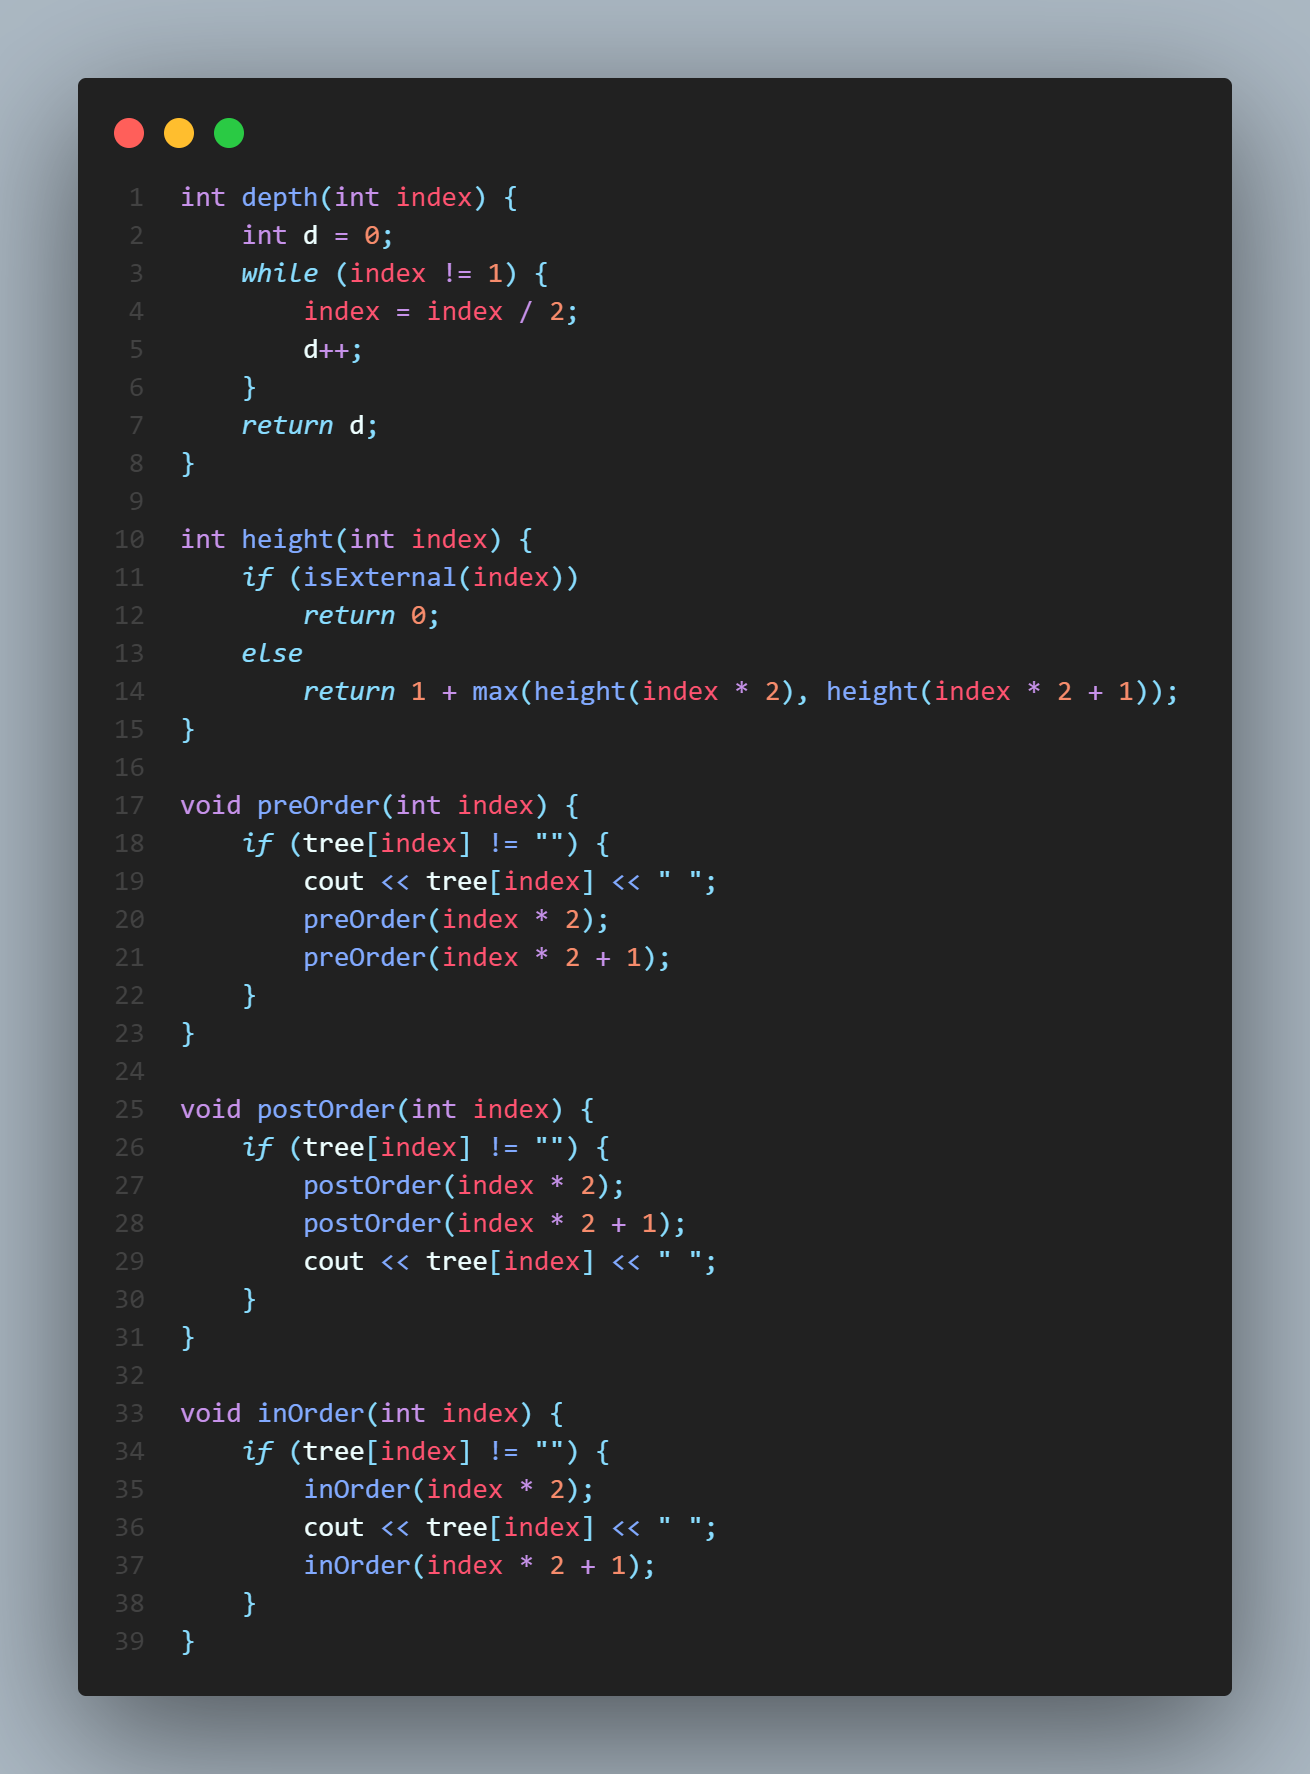 1 int depth(int index) {
2     int d = 0;
3     while (index != 1) {
4         index = index / 2;
5         d++;
6     }
7     return d;
8 }
9
10 int height(int index) {
11     if (isExternal(index))
12         return 0;
13     else
14         return 1 + max(height(index * 2), height(index * 2 + 1));
15 }
16
17 void preOrder(int index) {
18     if (tree[index] != "") {
19         cout << tree[index] << " ";
20         preOrder(index * 2);
21         preOrder(index * 2 + 1);
22     }
23 }
24
25 void postOrder(int index) {
26     if (tree[index] != "") {
27         postOrder(index * 2);
28         postOrder(index * 2 + 1);
29         cout << tree[index] << " ";
30     }
31 }
32
33 void inOrder(int index) {
34     if (tree[index] != "") {
35         inOrder(index * 2);
36         cout << tree[index] << " ";
37         inOrder(index * 2 + 1);
38     }
39 }